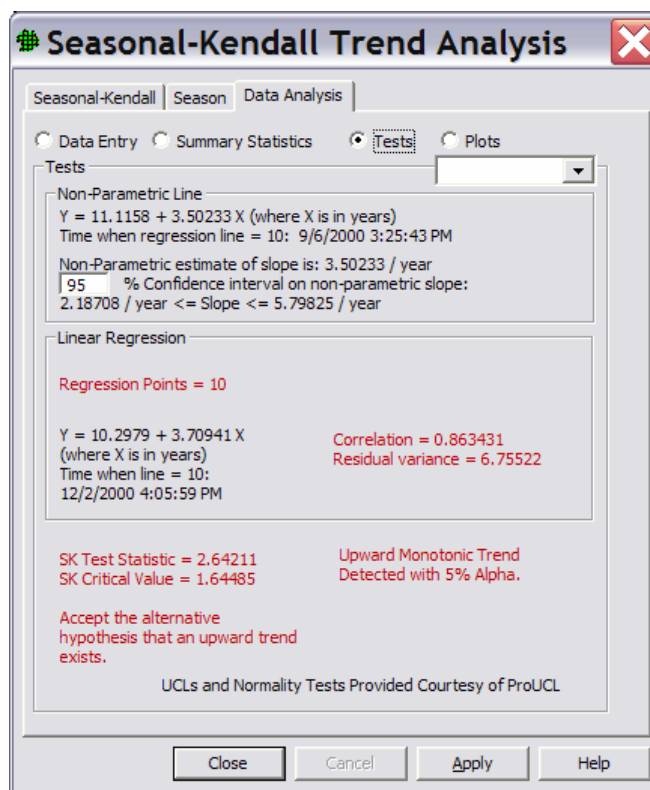 Seasonal-Kendall Trend Analysis
Seasonal-Kendall Season Data Analysis
Data Entry Summary Statistics Tests Plots
Tests
Non-Parametric Line
Y = 11.1158 + 3.50233 X (where X is in years)
Time when regression line = 10: 9/6/2000 3:25:43 PM
Non-Parametric estimate of slope is: 3.50233 / year
95 % Confidence interval on non-parametric slope:
2.18708 / year <= Slope <= 5.79825 / year
Linear Regression
Regression Points = 10
Y = 10.2979 + 3.70941 X
(where X is in years)
Time when line = 10:
12/2/2000 4:05:59 PM
Correlation = 0.863431
Residual variance = 6.75522
SK Test Statistic = 2.64211
SK Critical Value = 1.64485
Upward Monotonic Trend
Detected with 5% Alpha.
Accept the alternative
hypothesis that an upward trend
exists.
UCLs and Normality Tests Provided Courtesy of ProUCL
Close Cancel Apply Help